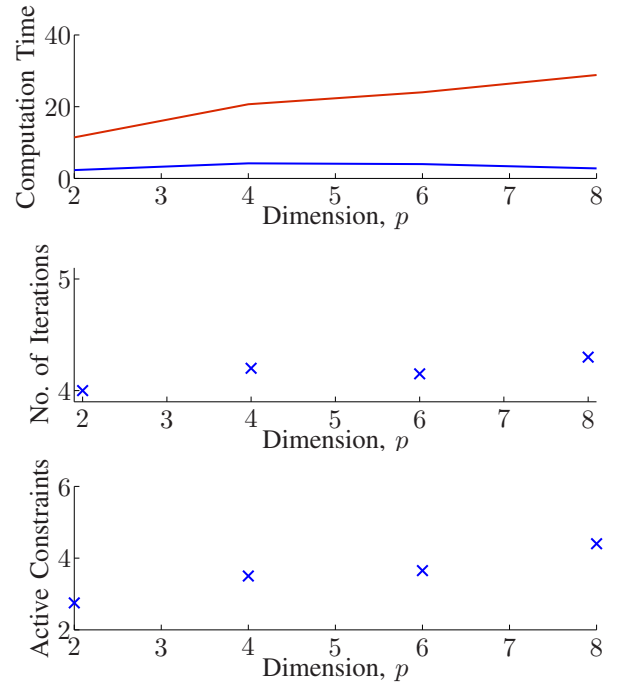 Computation Time
40
20
0
2 3 4 5 6 7 8
Dimension, p
No. of Iterations
5
4
2 3 4 5 6 7 8
Dimension, p
Active Constraints
6
4
2
2 3 4 5 6 7 8
Dimension, p